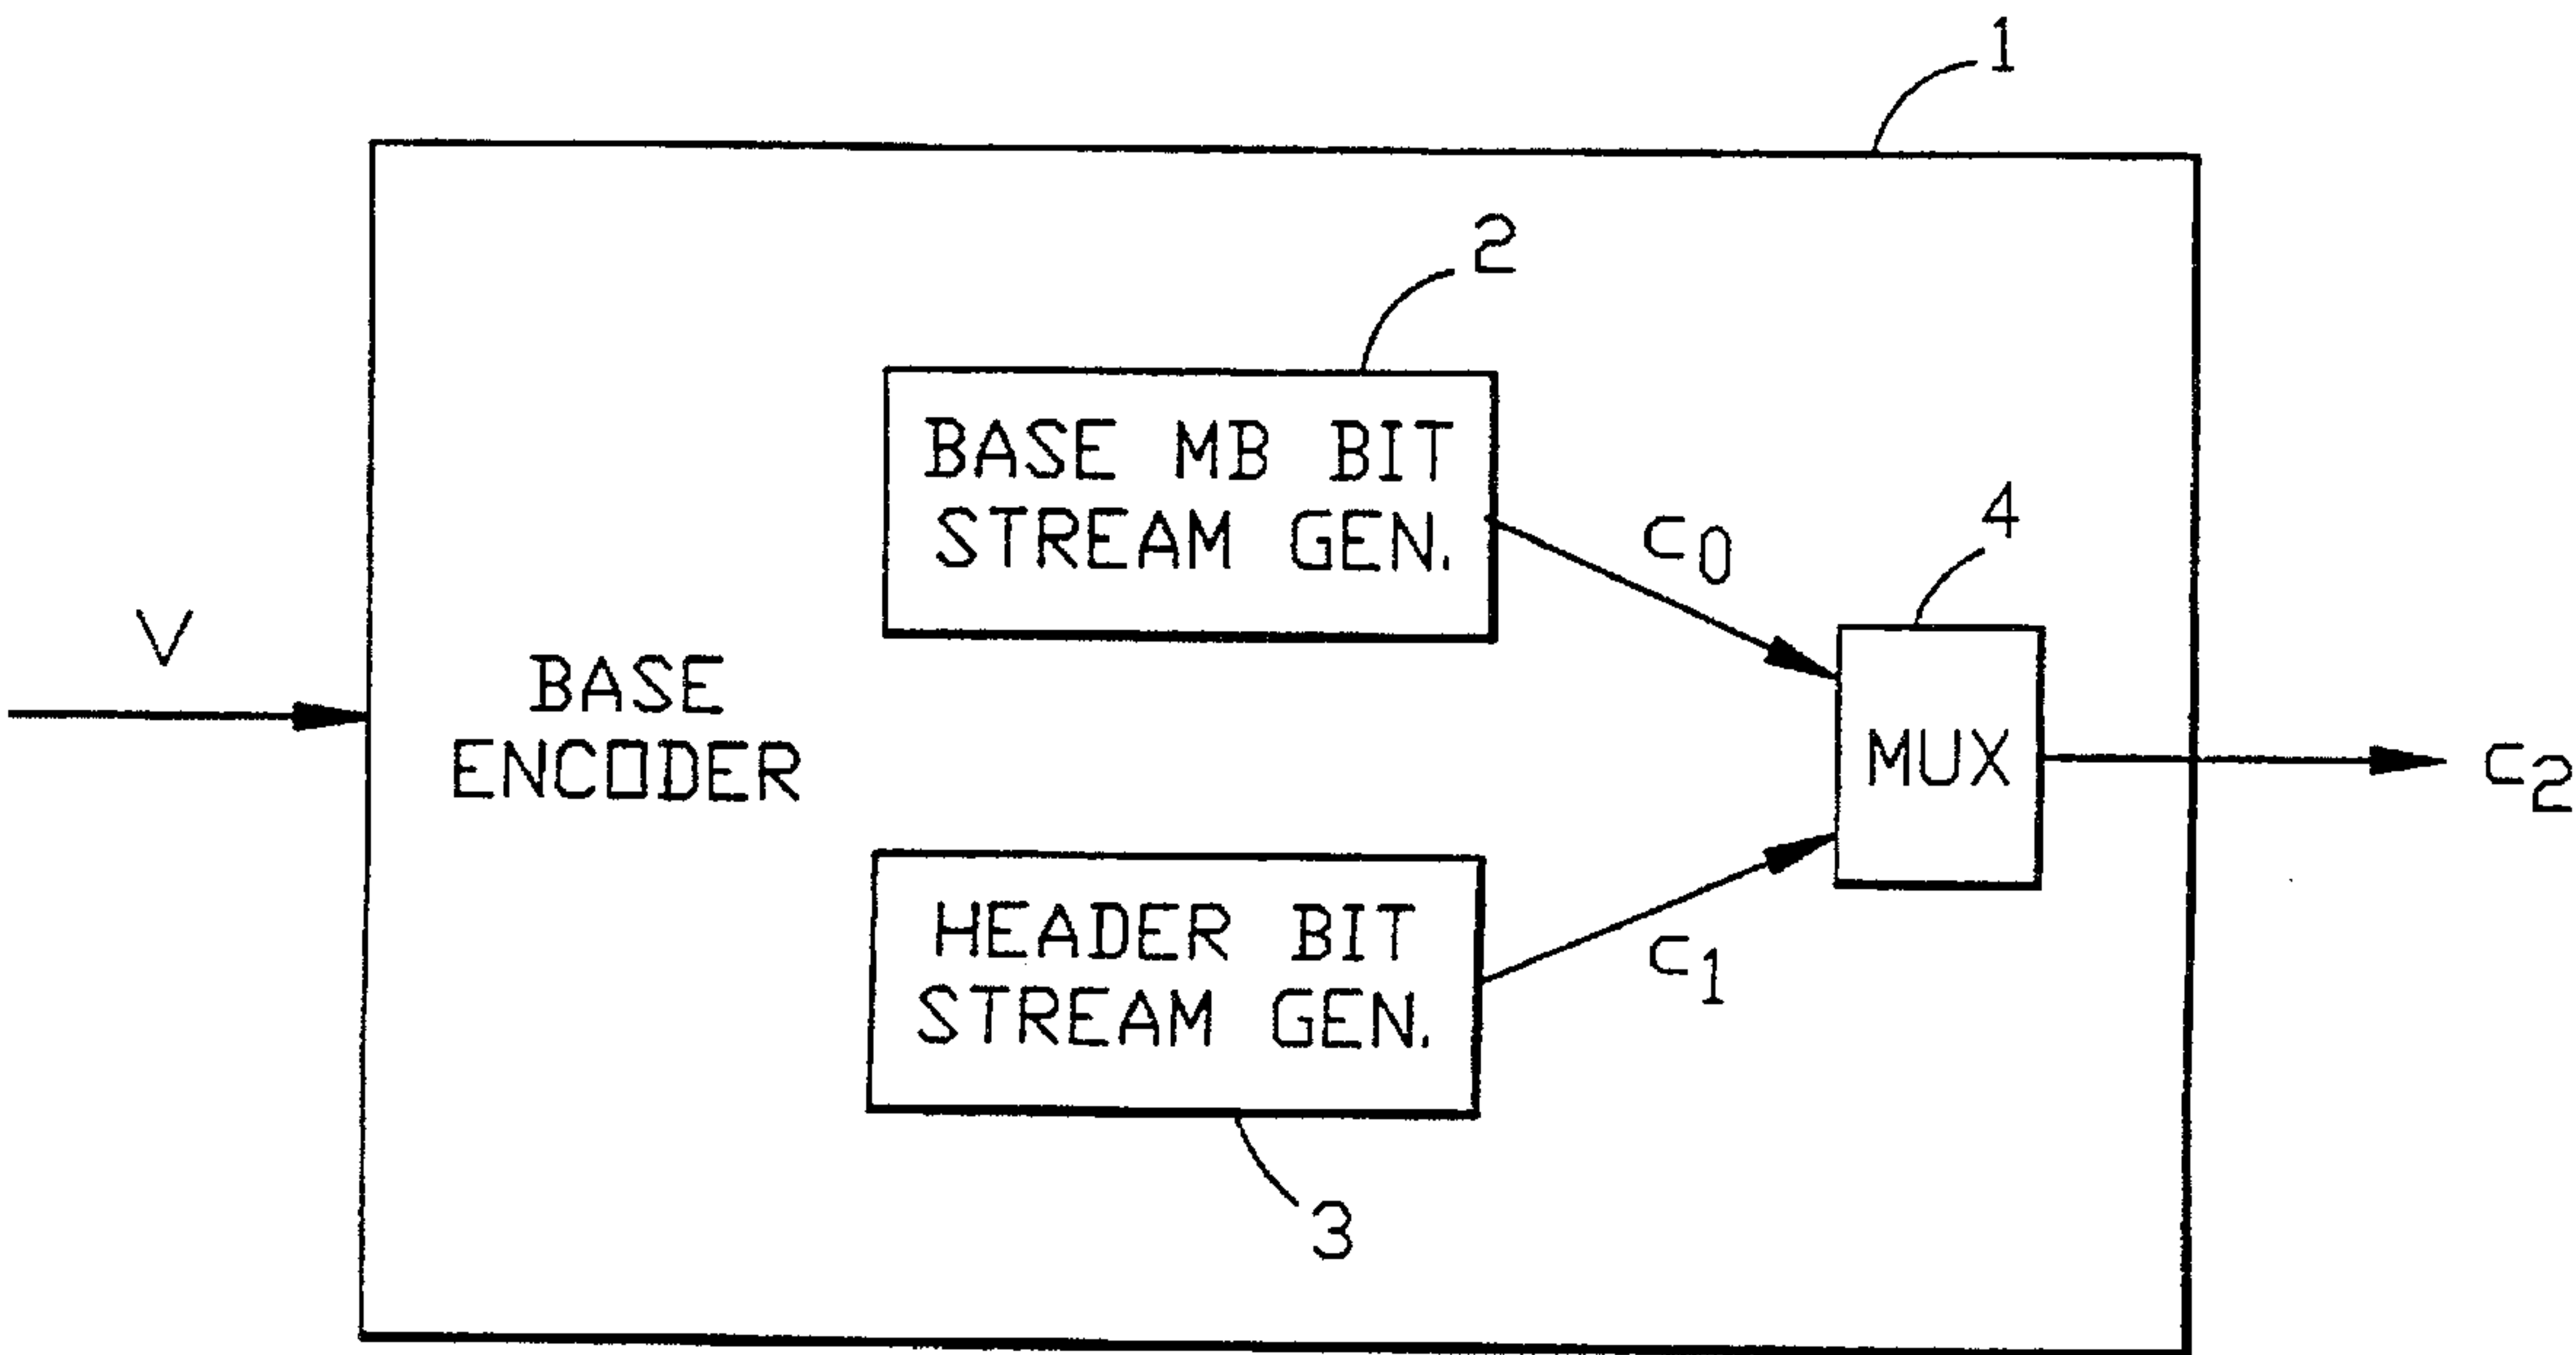 1
2
BASE MB BIT
STREAM GEN.
c0
4
V
BASE
ENCODER
MUX
c2
HEADER BIT
STREAM GEN.
c1
3